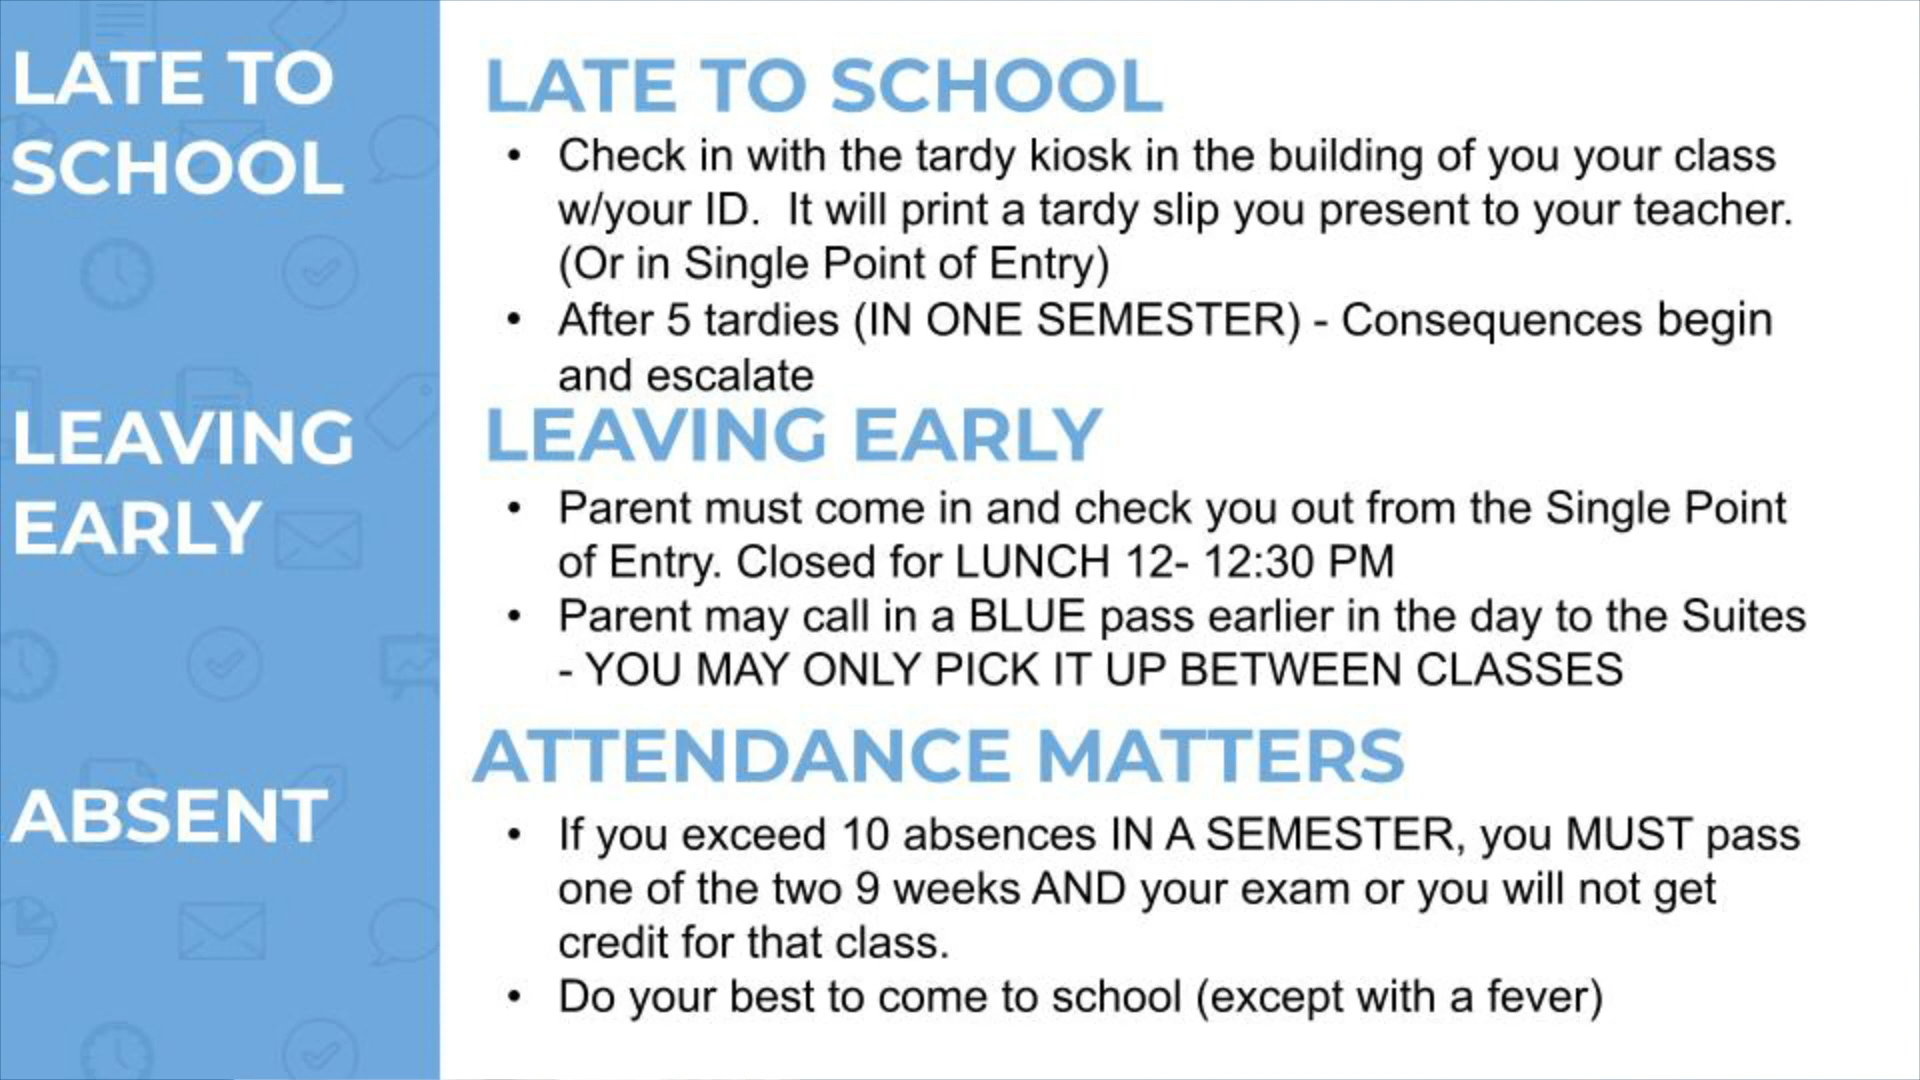 LATE TO
SCHOOL
LEAVING
EARLY
ABSENT
LATE TO SCHOOL
• Check in with the tardy kiosk in the building of you your class
w/your ID.  It will print a tardy slip you present to your teacher.
(Or in Single Point of Entry)
• After 5 tardies (IN ONE SEMESTER) - Consequences begin
and escalate
LEAVING EARLY
• Parent must come in and check you out from the Single Point
of Entry. Closed for LUNCH 12- 12:30 PM
• Parent may call in a BLUE pass earlier in the day to the Suites
- YOU MAY ONLY PICK IT UP BETWEEN CLASSES
ATTENDANCE MATTERS
• If you exceed 10 absences IN A SEMESTER, you MUST pass
one of the two 9 weeks AND your exam or you will not get
credit for that class.
• Do your best to come to school (except with a fever)